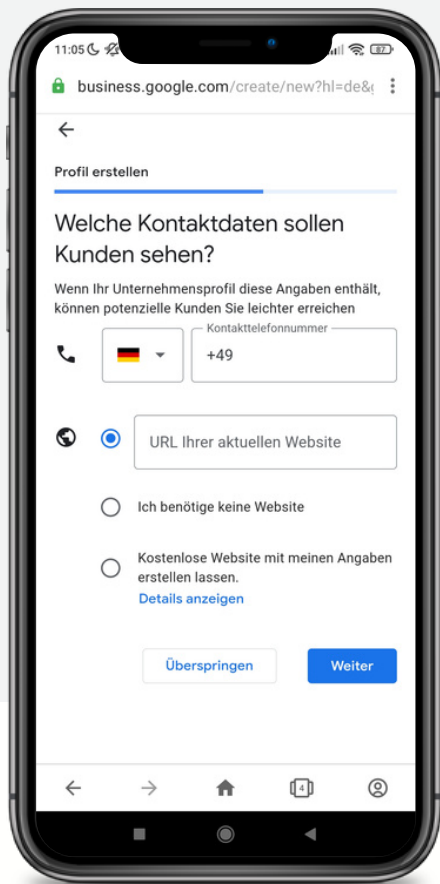 11:05
87
business.google.com/create/new?hl=de&
Profil erstellen
Welche Kontaktdaten sollen
Kunden sehen?
Wenn Ihr Unternehmensprofil diese Angaben enthält,
können potenzielle Kunden Sie leichter erreichen
Kontakttelefonnummer
+49
URL Ihrer aktuellen Website
Ich benötige keine Website
Kostenlose Website mit meinen Angaben
erstellen lassen.
Details anzeigen
Überspringen Weiter
4